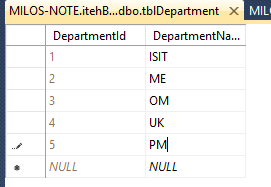 MILOS-NOTE.itehB...dbo.tblDepartment × MIL
DepartmentId DepartmentNa...
1 ISIT
2 ME
3 OM
4 UK
5 PM
NULL NULL